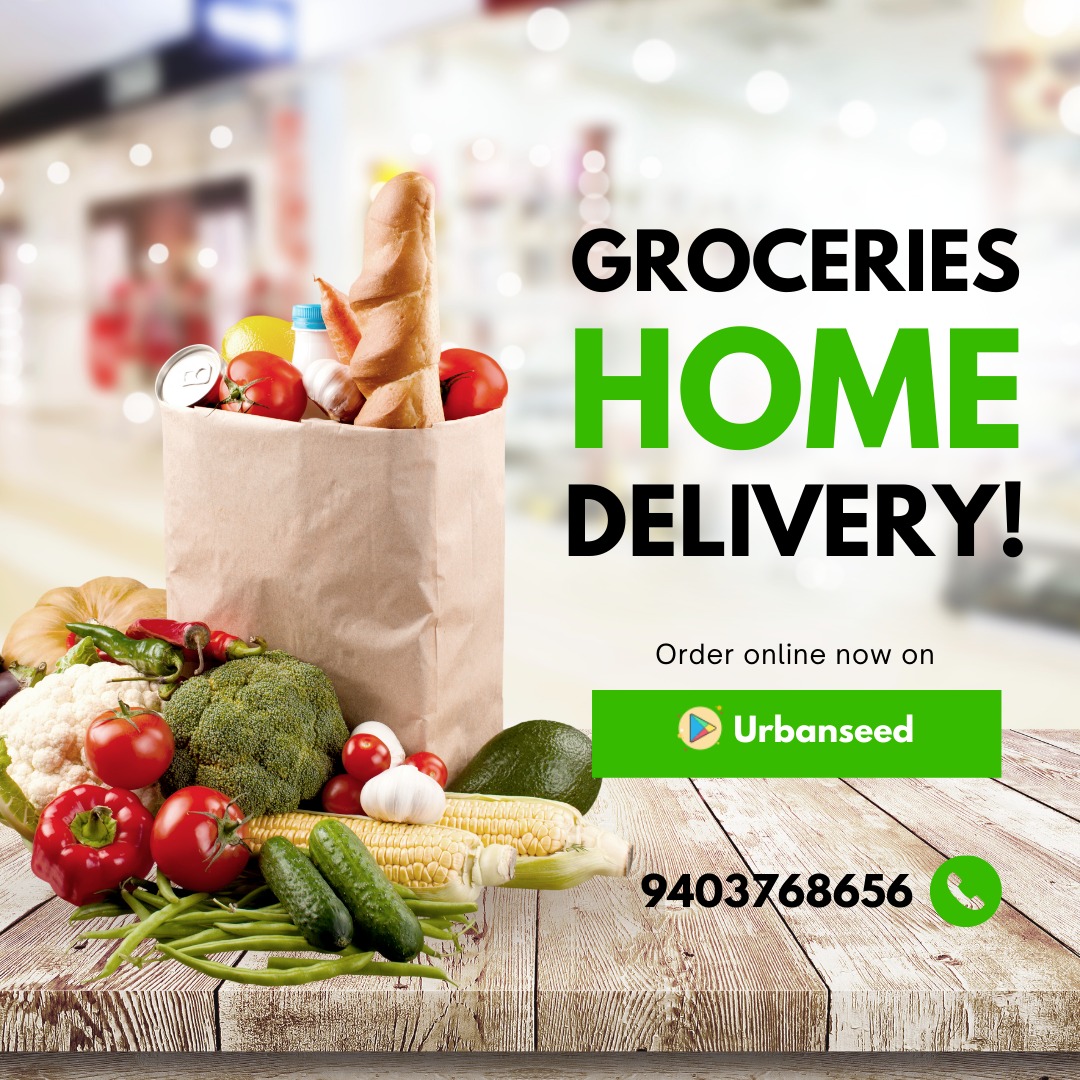 GROCERIES
HOME
DELIVERY!
Order online now on
Urbanseed
9403768656